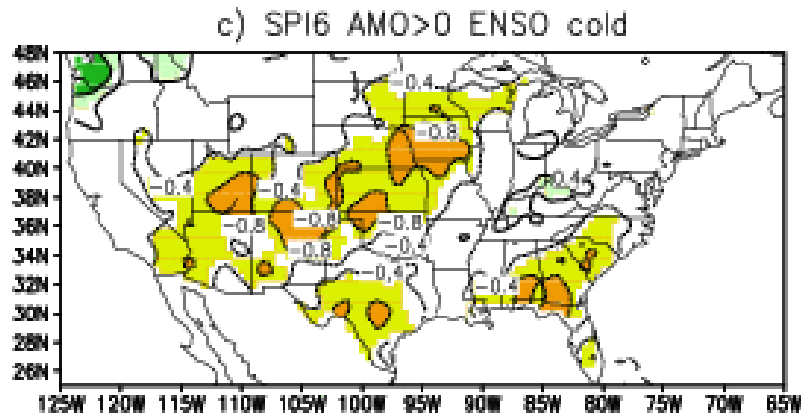 c) SPI6 AMO>0 ENSO cold
48N
46N
44N
42N
40N
38N
36N
34N
32N
30N
28N
26N
-0.4
-0.8
-0.4
-0.4
0.4
-0.8
-0.8
-0.8
-0.8
-0.4
-0.4
-0.4
125W 120W 115W 110W 105W 100W 95W 90W 85W 80W 75W 70W 65W